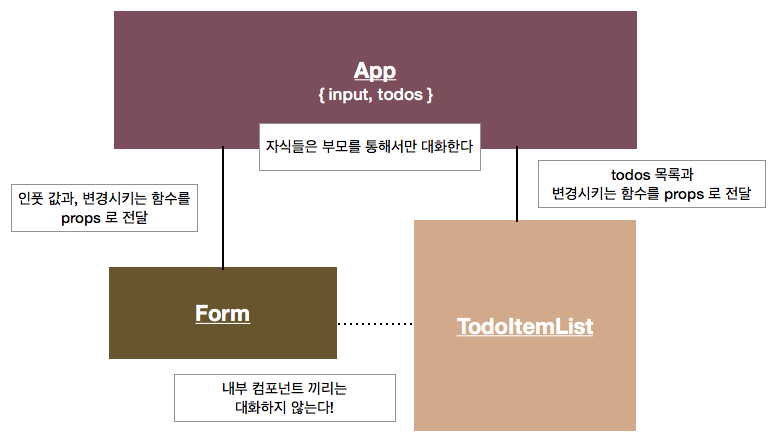 App
{ input, todos }
자식들은 부모를 통해서만 대화한다
인풋 값과, 변경시키는 함수를
props 로 전달
todos 목록과
변경시키는 함수를 props 로 전달
Form
TodoItemList
내부 컴포넌트 끼리는
대화하지 않는다!